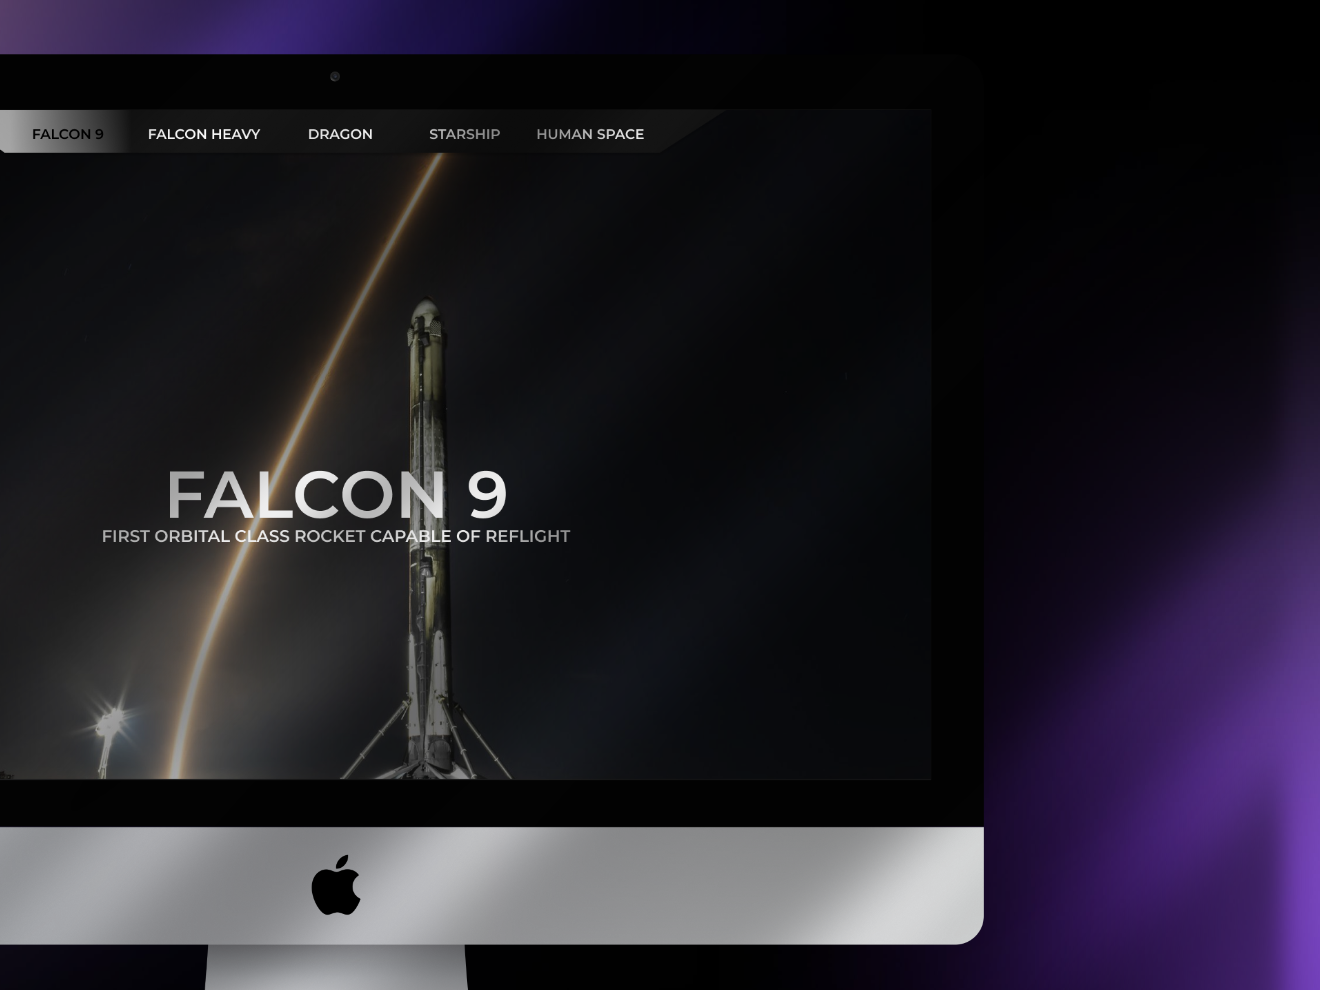 FALCON 9 FALCON HEAVY DRAGON STARSHIP HUMAN SPACE
FALCON 9
FIRST ORBITAL CLASS ROCKET CAPABLE OF REFLIGHT